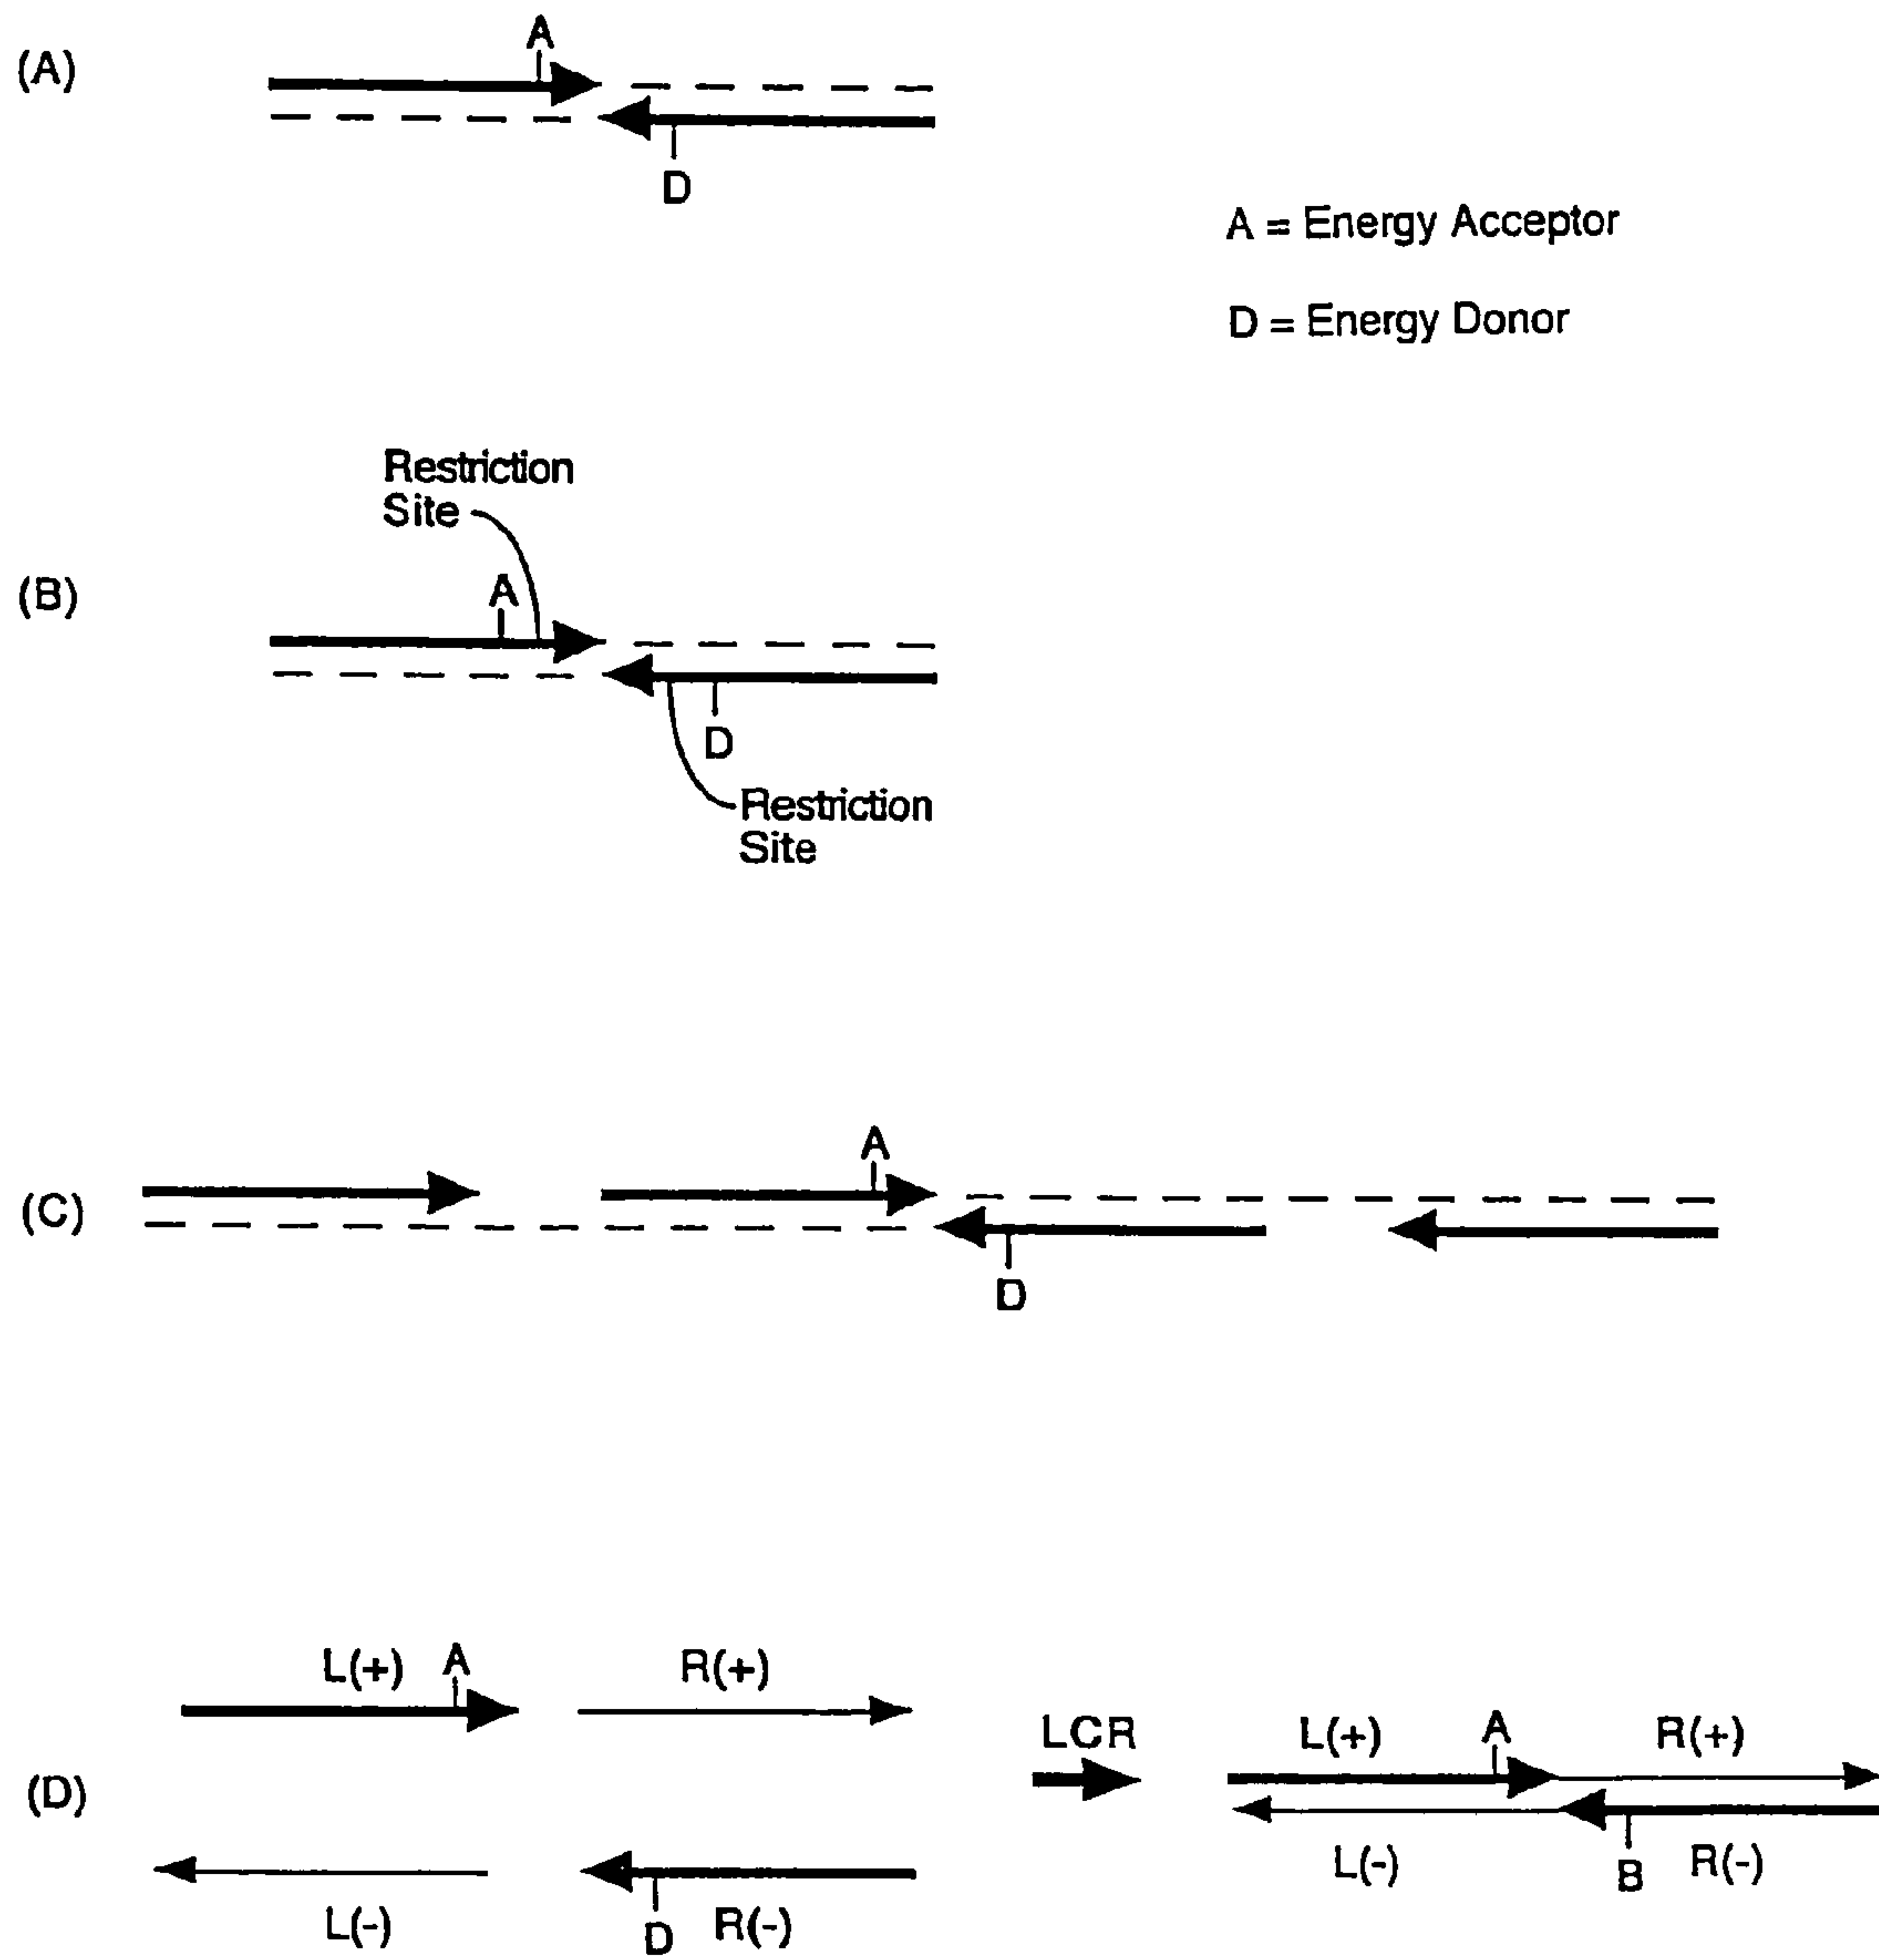 (A)
A
D
A = Energy Acceptor
D = Energy Donor
Restriction
Site
(B)
A
D
Restriction
Site
(C)
A
D
(D)
L(+)
A
R(+)
L(-)
D
R(-)
LCR
L(+)
A
R(+)
L(-)
B
R(-)